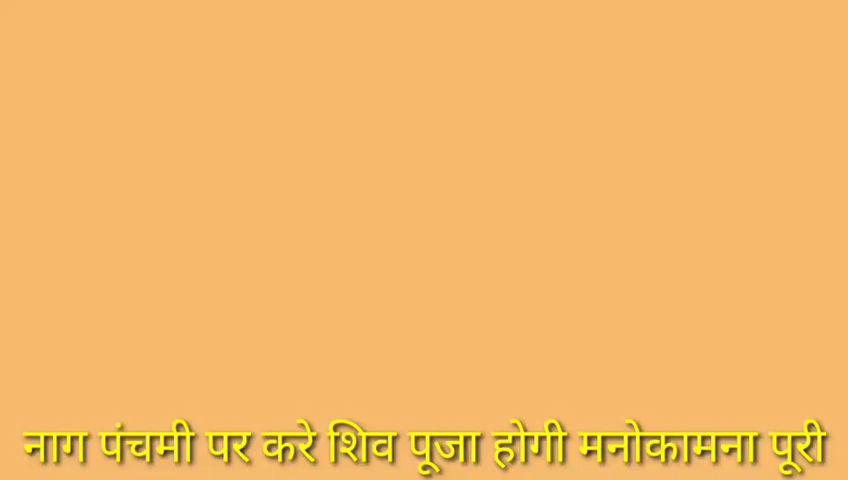 नाग पंचमी पर करे शिव पूजा होगी मनोकामना पूरी